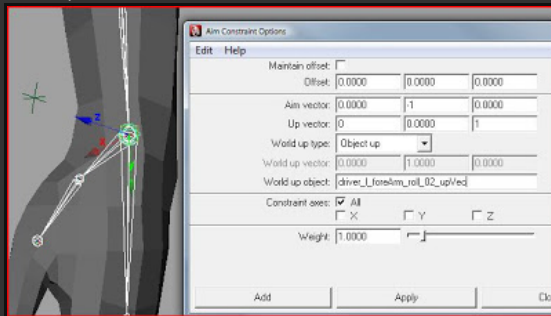 Aim Constraint Options
Edit Help
Maintain offset:
Offset: 0.0000 0.0000 0.0000
Aim vector: 0.0000 -1 0.0000
Up vector: 0 0.0000 1
World up type: Object up
World up vector: 0.0000 1.0000 0.0000
World up object: driver_l_foreArm_roll_02_upVec
Constraint axes: All
X Y Z
Weight: 1.0000
Add Apply Clo
z
x